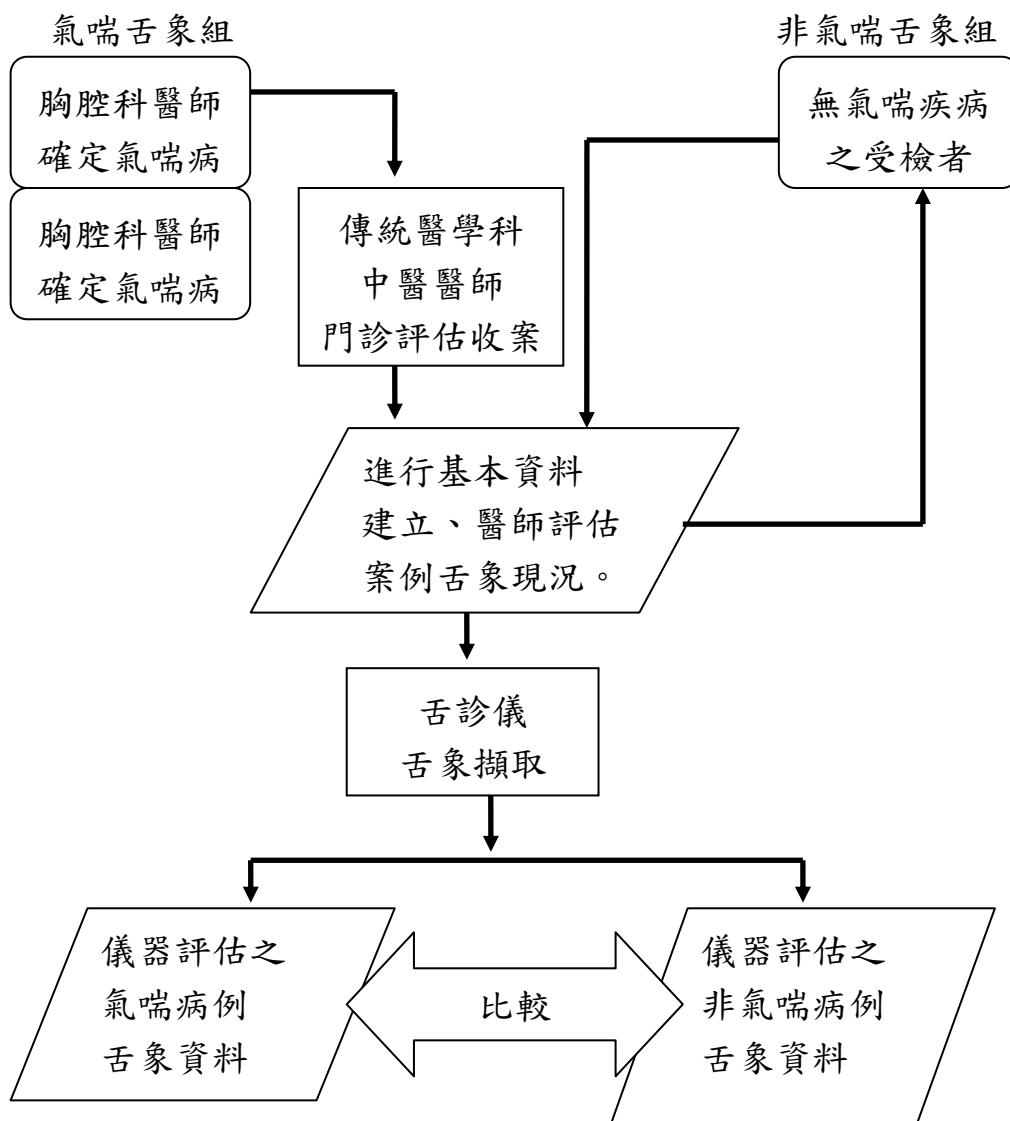 氣喘舌象組
非氣喘舌象組
胸腔科醫師
確定氣喘病
胸腔科醫師
確定氣喘病
無氣喘疾病
之受檢者
傳統醫學科
中醫醫師
門診評估收案
進行基本資料
建立、醫師評估
案例舌象現況。
舌診儀
舌象擷取
儀器評估之
氣喘病例
舌象資料
比較
儀器評估之
非氣喘病例
舌象資料